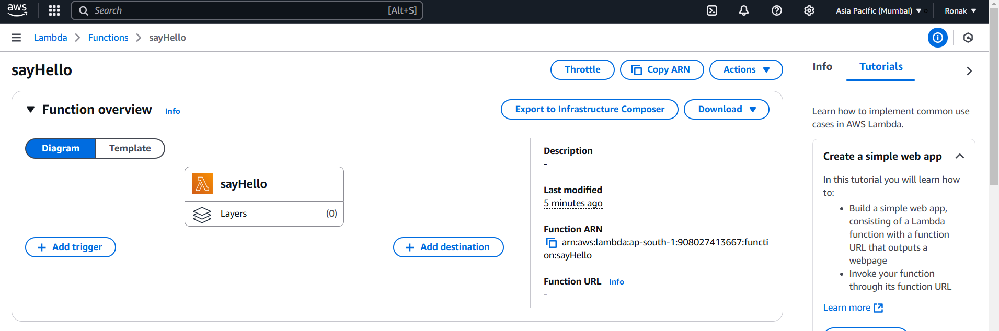 aws
Search [Alt+S]
Asia Pacific (Mumbai) ▼
Ronak ▼
Lambda > Functions > sayHello
sayHello
Throttle
Copy ARN
Actions ▼
Function overview Info
Export to Infrastructure Composer
Download ▼
Diagram
Template
sayHello
Layers (0)
+ Add trigger
+ Add destination
Description
-
Last modified
5 minutes ago
Function ARN
arn:aws:lambda:ap-south-1:908027413667:functi
on:sayHello
Function URL Info
-
Info
Tutorials
Learn how to implement common use
cases in AWS Lambda.
Create a simple web app
In this tutorial you will learn how
to:
• Build a simple web app,
consisting of a Lambda
function with a function
URL that outputs a
webpage
• Invoke your function
through its function URL
Learn more